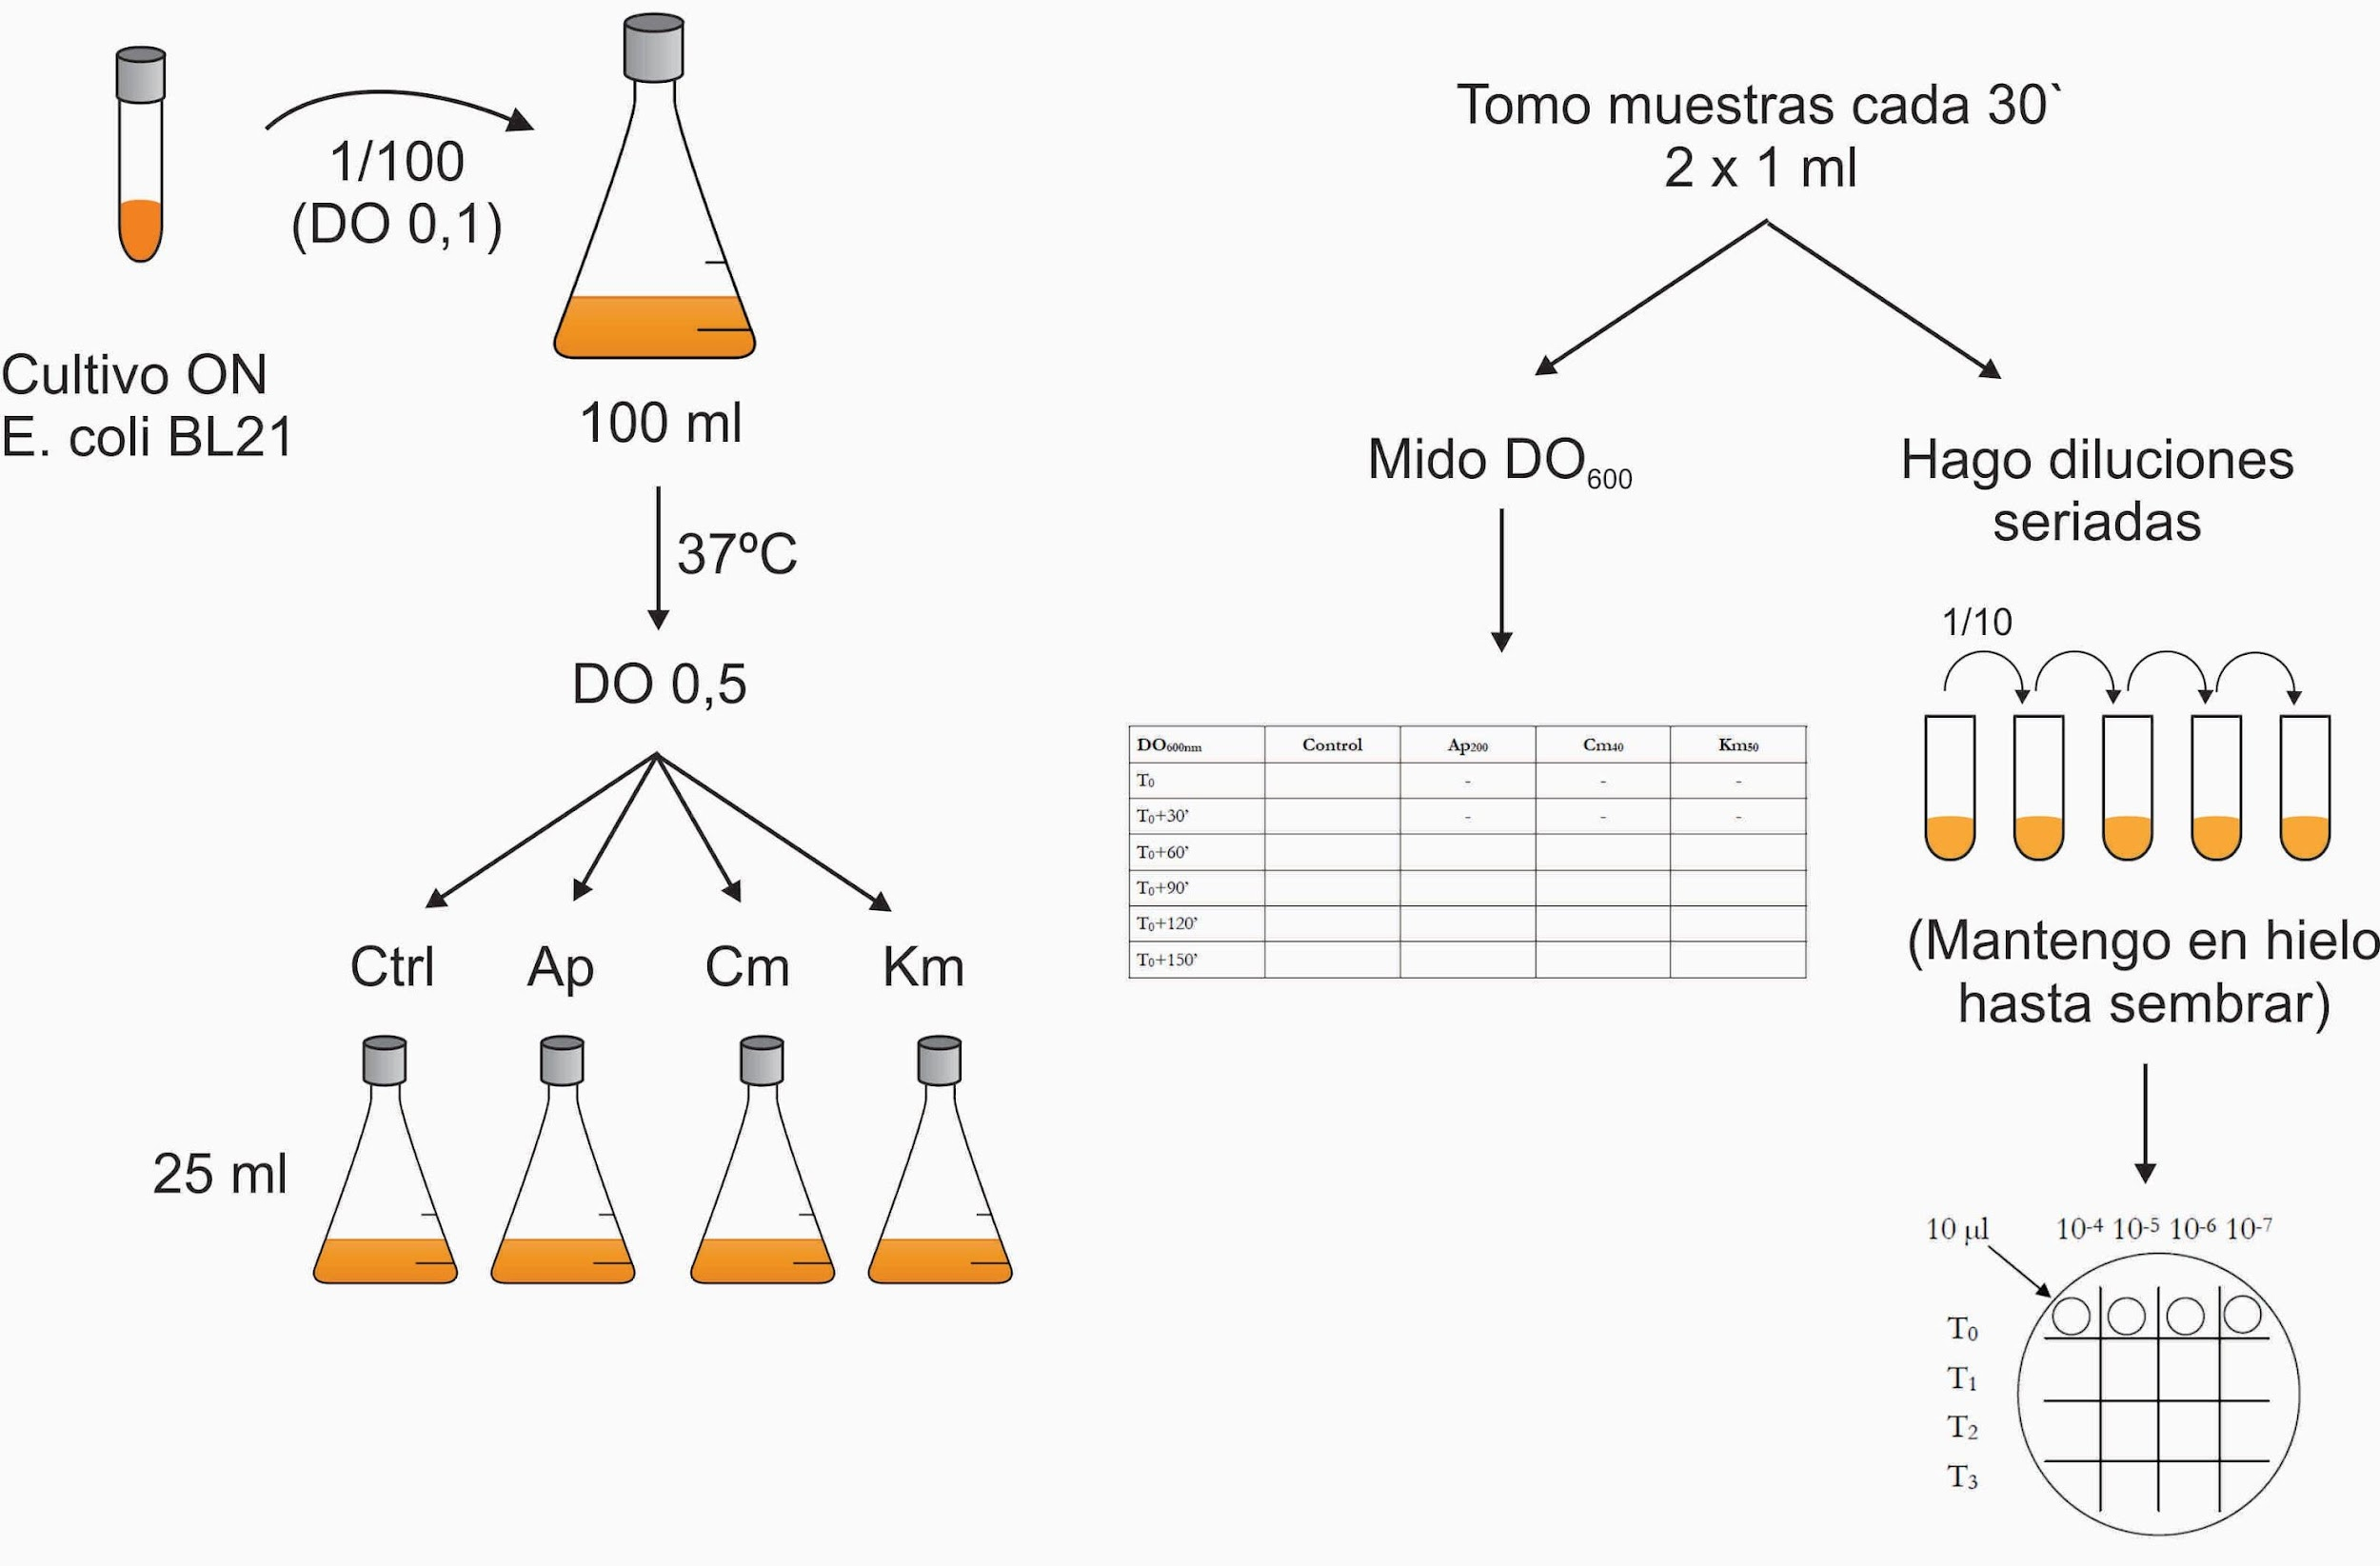 1/100
(DO 0,1)
Cultivo ON
E. coli BL21
100 ml
37ºC
DO 0,5
Ctrl Ap Cm Km
25 ml
Tomo muestras cada 30`
2 x 1 ml
Mido DO600
DO600nm Control Ap200 Cm40 Km50
T0 - - -
T0+30’ - - -
T0+60’
T0+90’
T0+120’
T0+150’
Hago diluciones
seriadas
1/10
(Mantengo en hielo
hasta sembrar)
10 µl 10-4 10-5 10-6 10-7
T0
T1
T2
T3